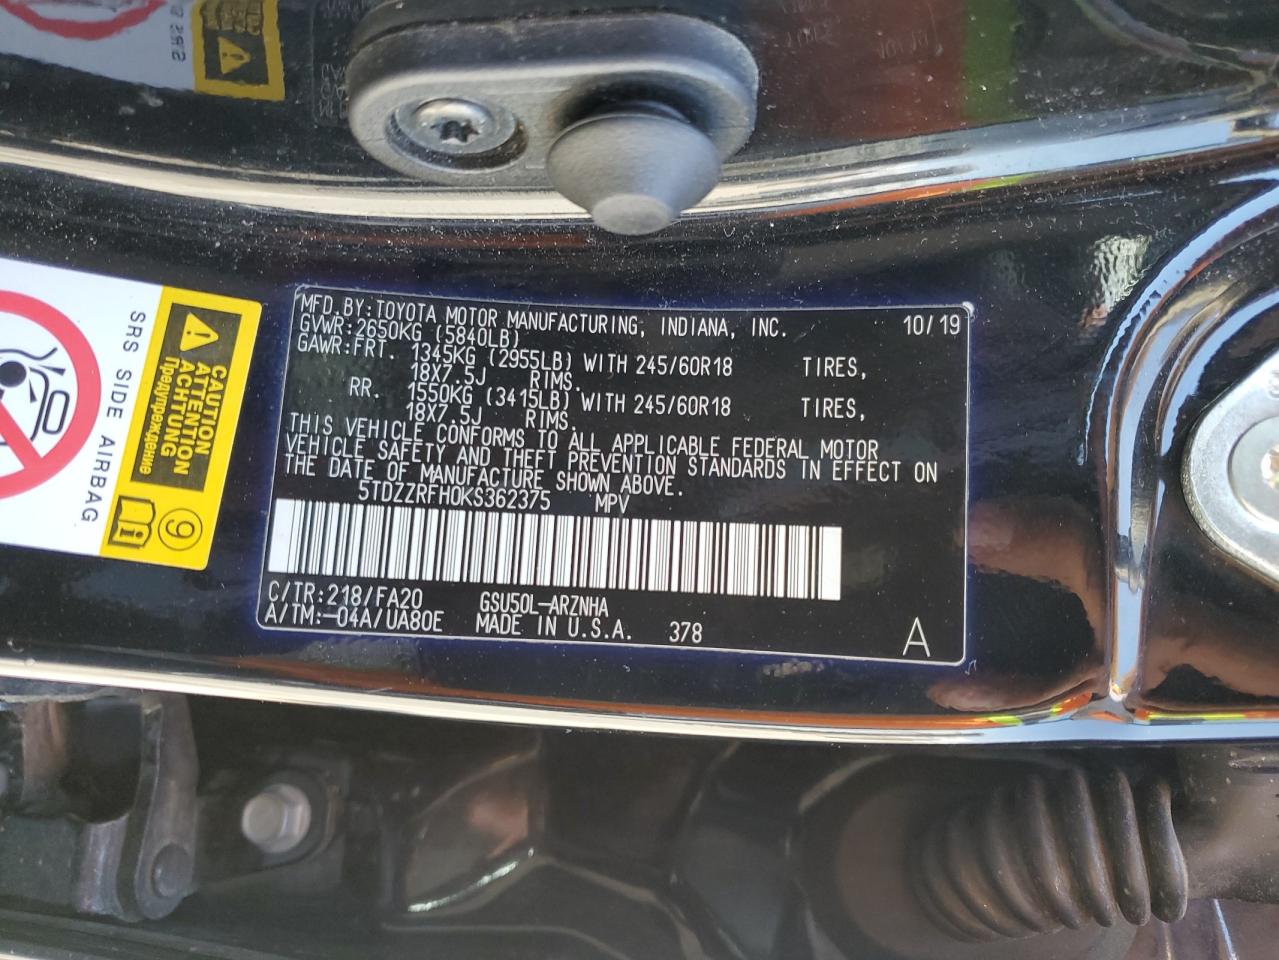 MFD. BY: TOYOTA MOTOR MANUFACTURING, INDIANA, INC. 10/19
GVWR: 2650KG (5840LB)
GAWR: FRT. 1345KG (2955LB) WITH 245/60R18 TIRES,
18X7.5J RIMS.
RR. 1550KG (3415LB) WITH 245/60R18 TIRES,
18X7.5J RIMS.
THIS VEHICLE CONFORMS TO ALL APPLICABLE FEDERAL MOTOR
VEHICLE SAFETY AND THEFT PREVENTION STANDARDS IN EFFECT ON
THE DATE OF MANUFACTURE SHOWN ABOVE.
5TDZZRFH0KS362375 MPV
C/TR: 218/FA20 GSU50L-ARZNHA
A/TM: -04A/UA80E MADE IN U.S.A. 378 A
SRS SIDE AIRBAG
CAUTION
ATTENTION
ACHTUNG
Предупреждение
9